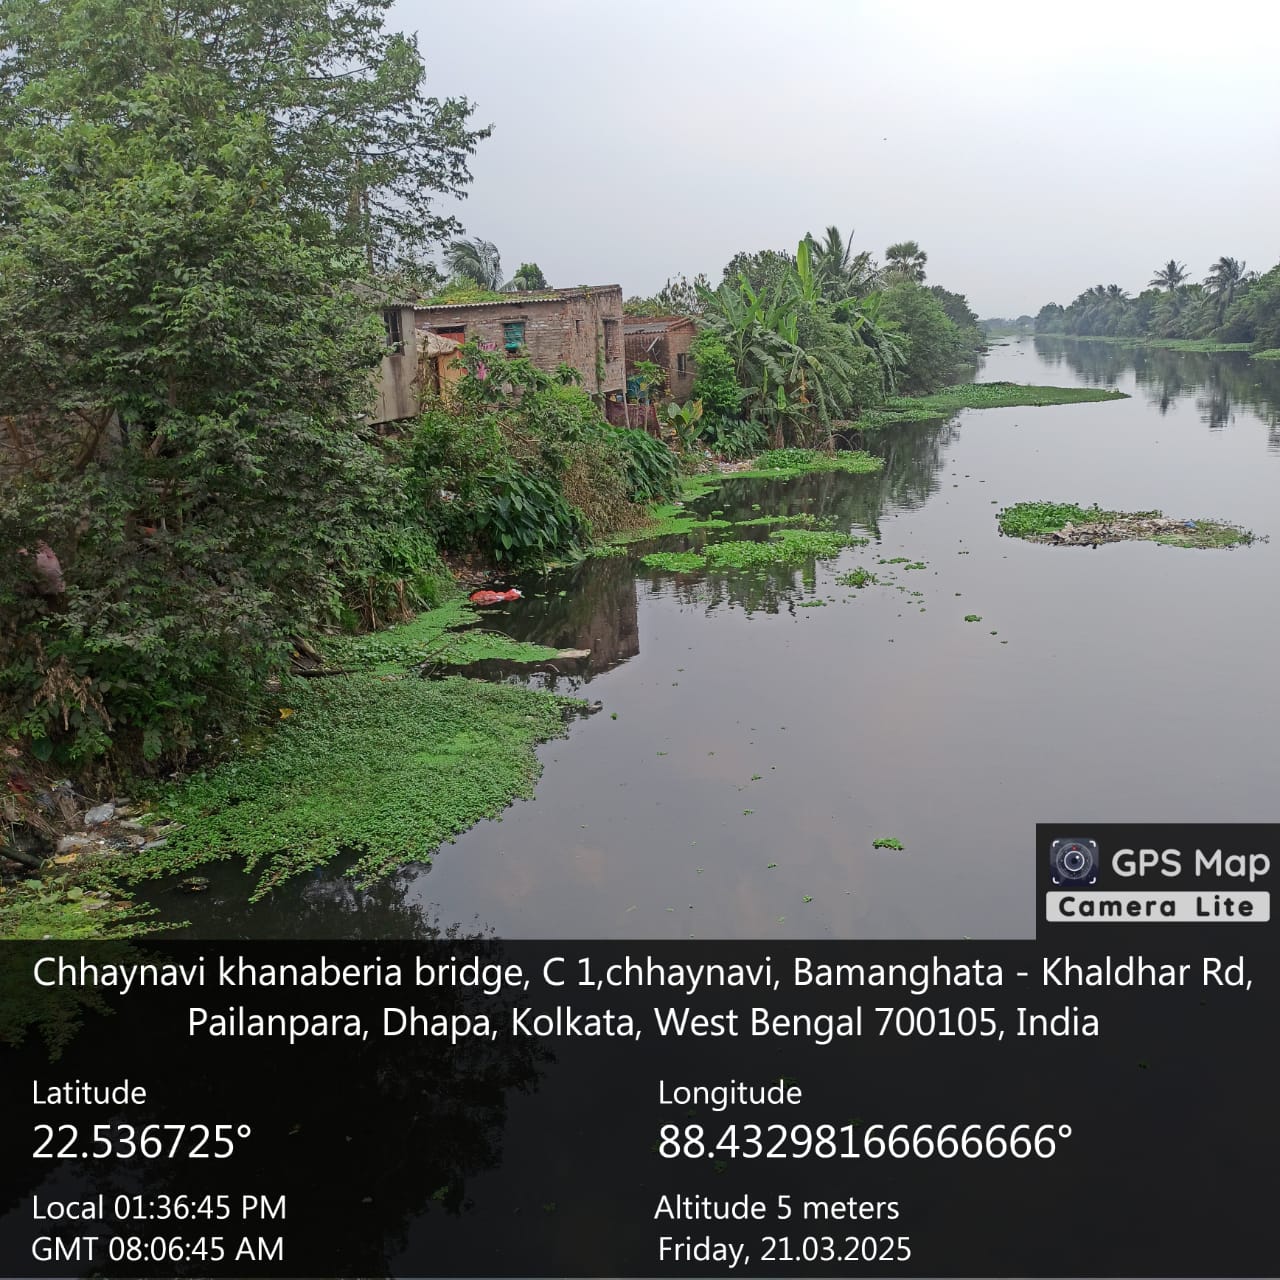 GPS Map
Camera Lite
Chhaynavi khanaberia bridge, C 1,chhaynavi, Bamanghata - Khaldhar Rd,
Pailanpara, Dhapa, Kolkata, West Bengal 700105, India
Latitude
22.536725°
Longitude
88.43298166666666°
Local 01:36:45 PM
GMT 08:06:45 AM
Altitude 5 meters
Friday, 21.03.2025